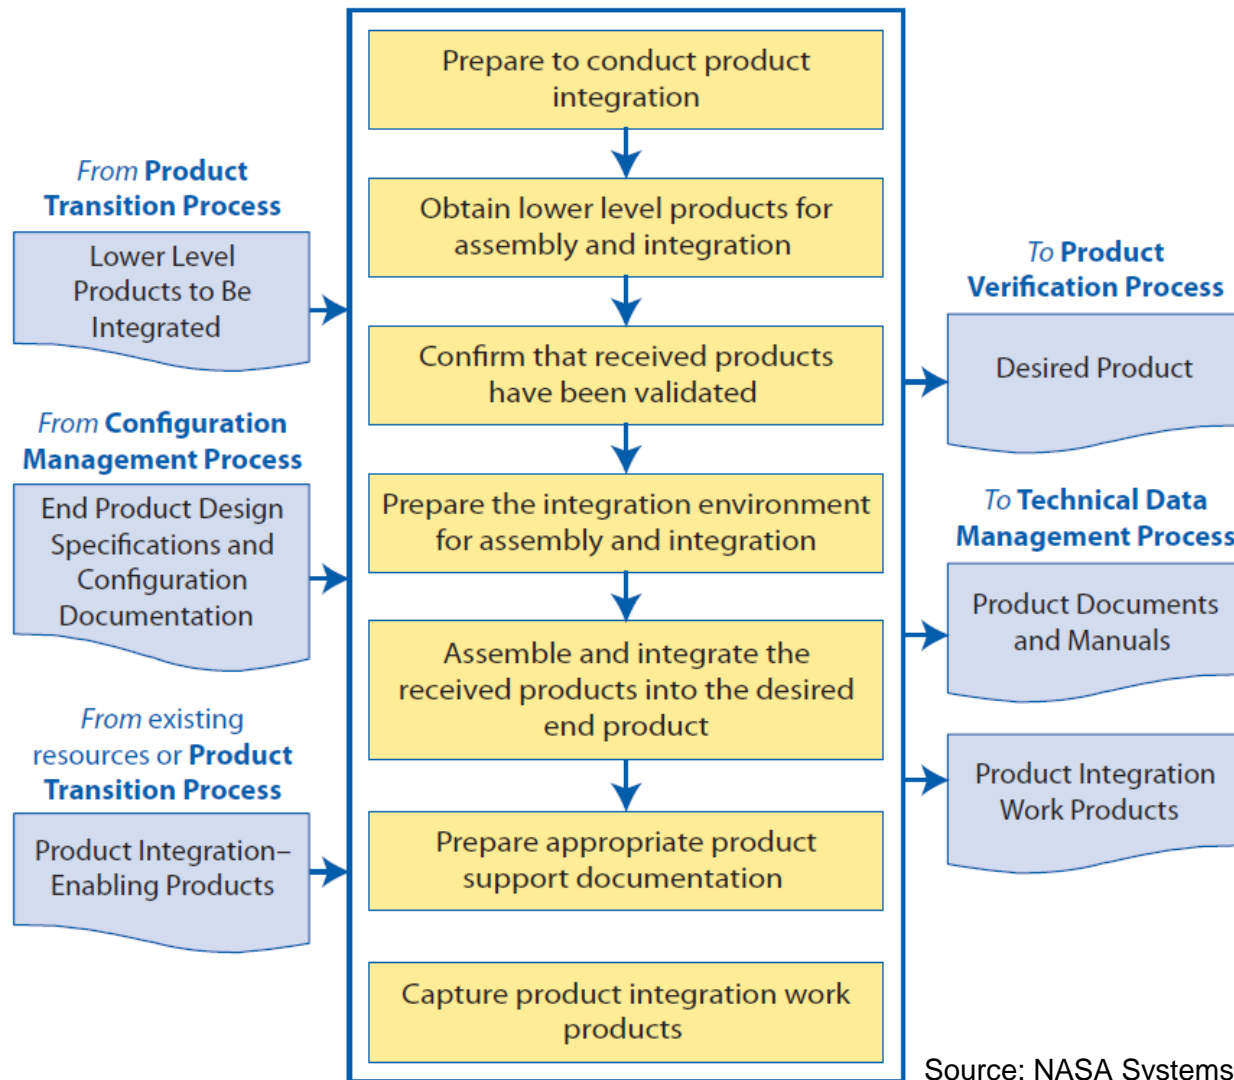 Prepare to conduct product
integration
From Product
Transition Process
Lower Level
Products to Be
Integrated
Obtain lower level products for
assembly and integration
Confirm that received products
have been validated
From Configuration
Management Process
End Product Design
Specifications and
Configuration
Documentation
Prepare the integration environment
for assembly and integration
Assemble and integrate the
received products into the desired
end product
From existing
resources or Product
Transition Process
Product Integration–
Enabling Products
Prepare appropriate product
support documentation
Capture product integration work
products
To Product
Verification Process
Desired Product
To Technical Data
Management Process
Product Documents
and Manuals
Product Integration
Work Products
Source: NASA Systems